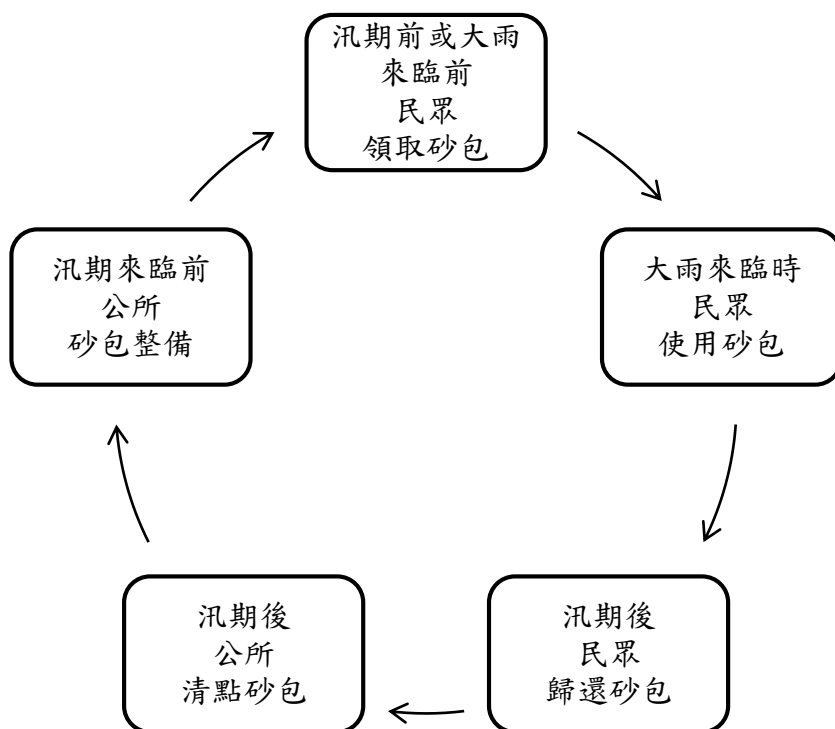 汛期前或大雨
來臨前
民眾
領取砂包
大雨來臨時
民眾
使用砂包
汛期後
民眾
歸還砂包
汛期後
公所
清點砂包
汛期來臨前
公所
砂包整備